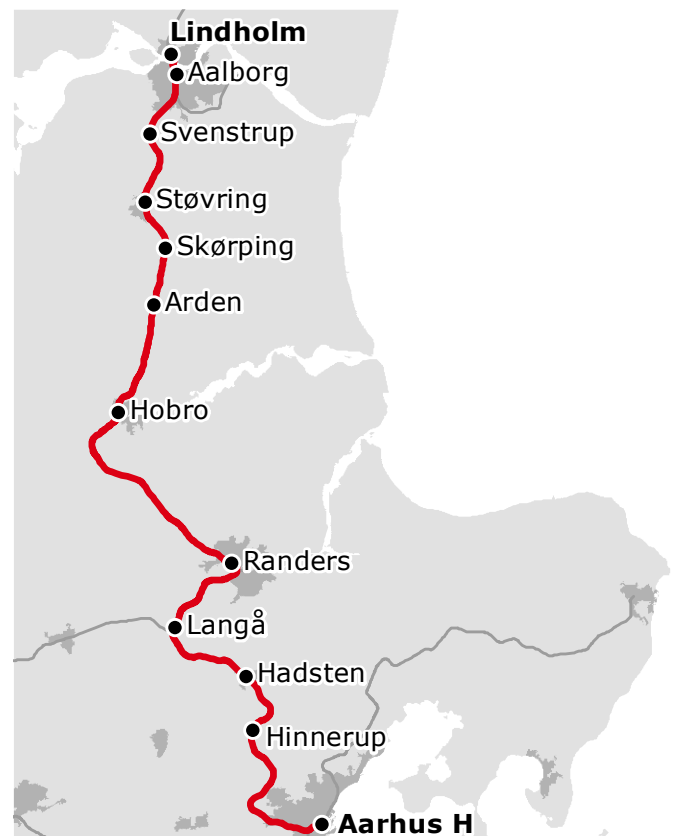 Lindholm
Aalborg
Svenstrup
Støvring
Skørping
Arden
Hobro
Randers
Langå
Hadsten
Hinnerup
Aarhus H